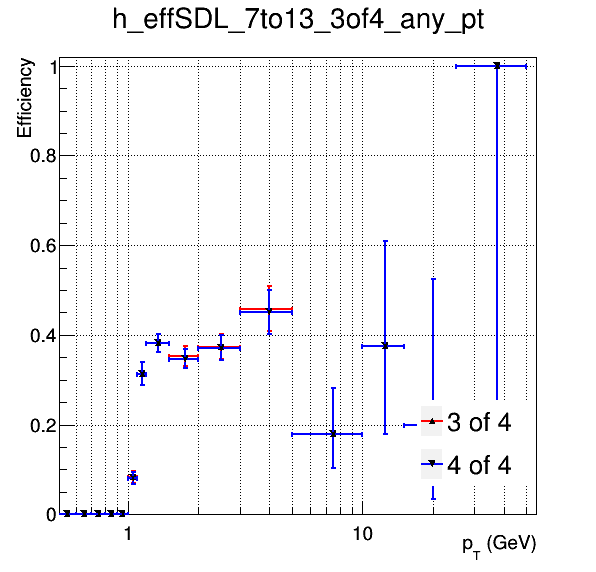 h_effSDL_7to13_3of4_any_pt
Efficiency
1
0.8
0.6
0.4
0.2
0
3 of 4
4 of 4
1
10
p_T (GeV)